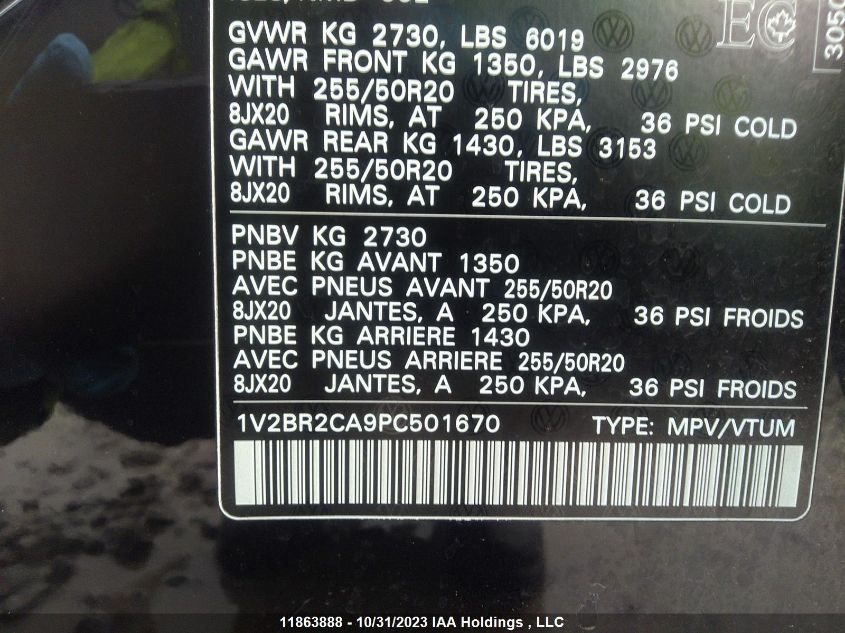 EC
305
GVWR KG 2730, LBS 6019
GAWR FRONT KG 1350, LBS 2976
WITH 255/50R20 TIRES,
8JX20 RIMS, AT 250 KPA, 36 PSI COLD
GAWR REAR KG 1430, LBS 3153
WITH 255/50R20 TIRES,
8JX20 RIMS, AT 250 KPA, 36 PSI COLD
PNBV KG 2730
PNBE KG AVANT 1350
AVEC PNEUS AVANT 255/50R20
8JX20 JANTES, A 250 KPA, 36 PSI FROIDS
PNBE KG ARRIERE 1430
AVEC PNEUS ARRIERE 255/50R20
8JX20 JANTES, A 250 KPA, 36 PSI FROIDS
1V2BR2CA9PC501670 TYPE: MPV/VTUM
11863888 - 10/31/2023 IAA Holdings , LLC